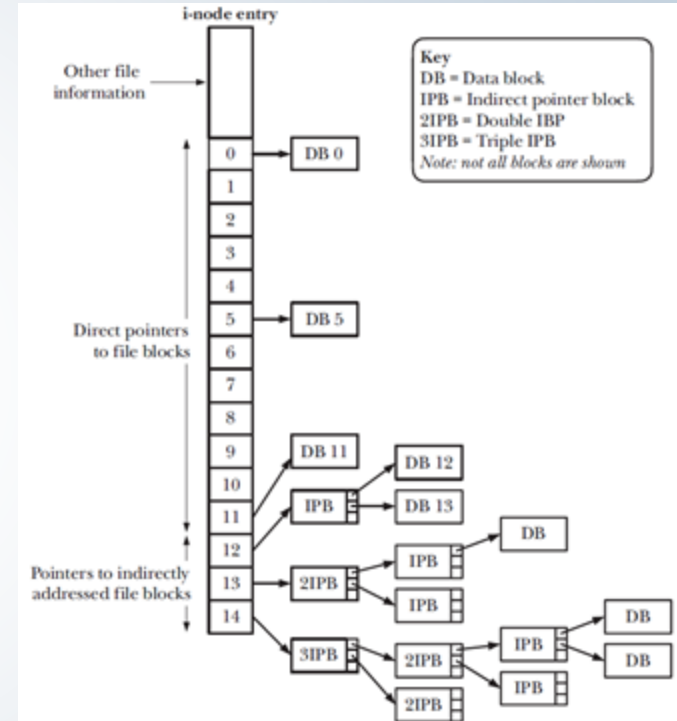 i-node entry
Other file
information
Key
DB = Data block
IPB = Indirect pointer block
2IPB = Double IBP
3IPB = Triple IPB
Note: not all blocks are shown
0
DB 0
1
2
3
4
5
DB 5
Direct pointers
to file blocks
6
7
8
9
DB 11
10
DB 12
11
IPB
DB 13
12
DB
Pointers to indirectly
addressed file blocks
13
2IPB
IPB
IPB
14
DB
3IPB
2IPB
IPB
DB
IPB
2IPB